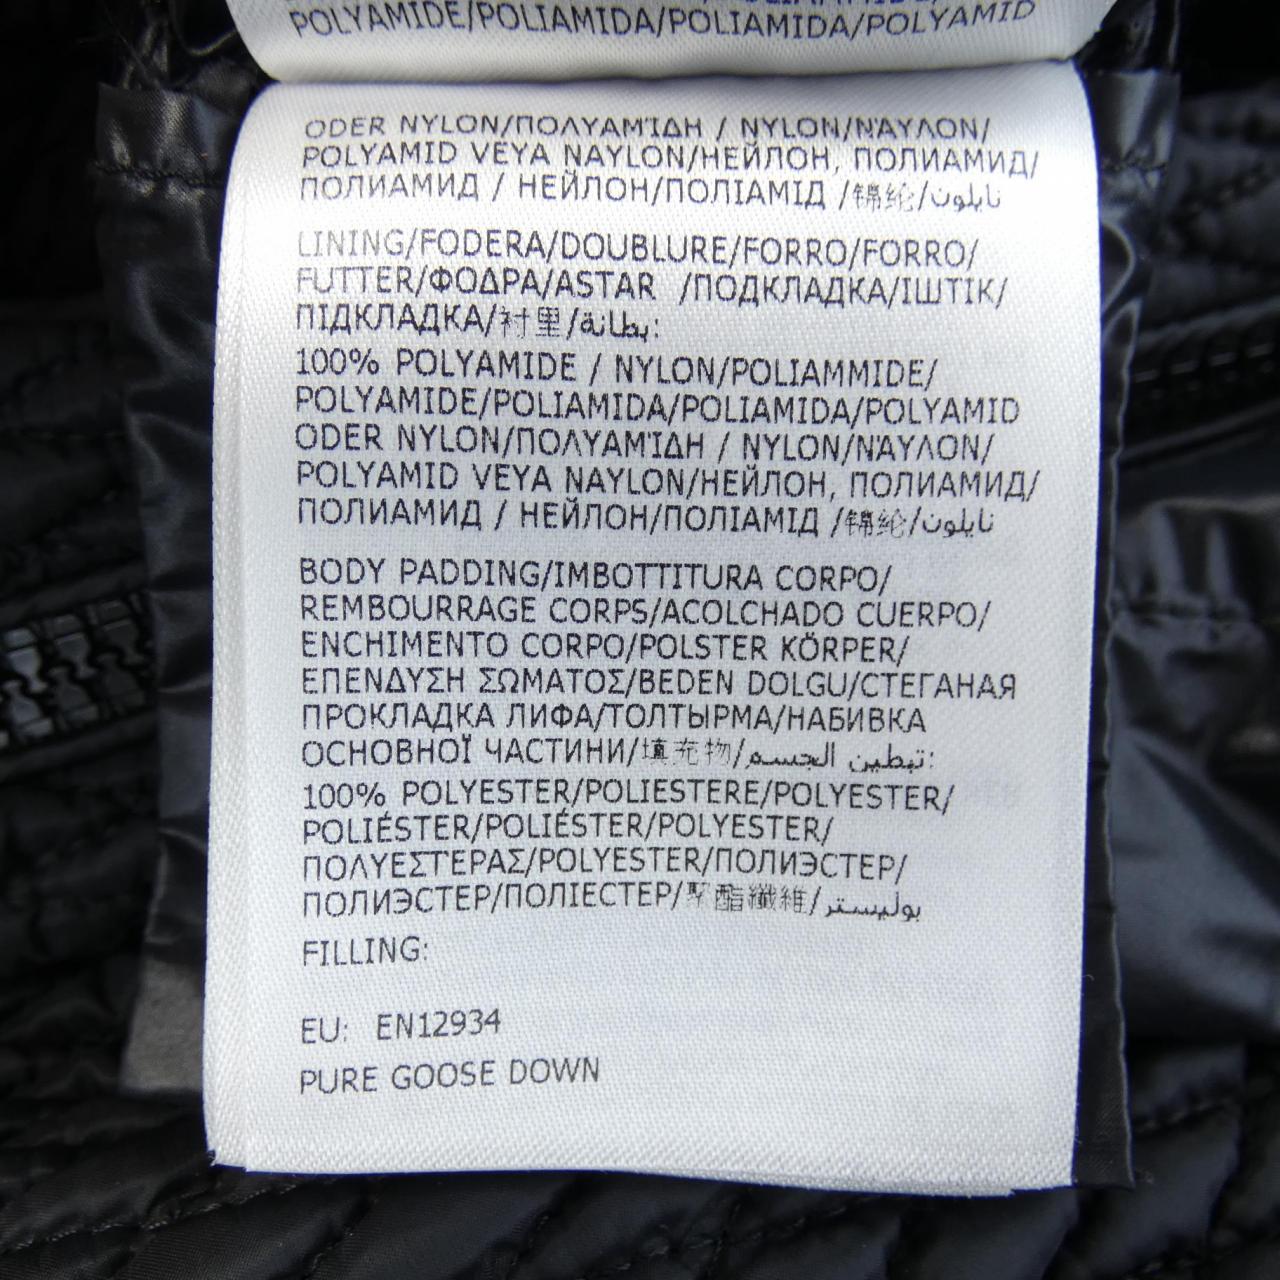 POLYAMIDE/POLIAMIDA/POLIAMIDA/POLYAMID
ODER NYLON/ΠΟΛΥΑΜΊΔΗ / NYLON/ΝΆΥΛΟΝ/
POLYAMID VEYA NAYLON/НЕЙЛОН, ПОЛИАМИД/
ПОЛИАМИД / НЕЙЛОН/ПОЛІАМІД /锦纶/نايلون
LINING/FODERA/DOUBLURE/FORRO/FORRO/
FUTTER/ΦΟΔΡΑ/ASTAR /ПОДКЛАДКА/ІШТІК/
ПІДКЛАДКА/衬里/بطانة:
100% POLYAMIDE / NYLON/POLIAMMIDE/
POLYAMIDE/POLIAMIDA/POLIAMIDA/POLYAMID
ODER NYLON/ΠΟΛΥΑΜΊΔΗ / NYLON/ΝΆΥΛΟΝ/
POLYAMID VEYA NAYLON/НЕЙЛОН, ПОЛИАМИД/
ПОЛИАМИД / НЕЙЛОН/ПОЛІАМІД /锦纶/نايلون
BODY PADDING/IMBOTTITURA CORPO/
REMBOURRAGE CORPS/ACOLCHADO CUERPO/
ENCHIMENTO CORPO/POLSTER KÖRPER/
ΕΠΕΝΔΥΣΗ ΣΩΜΑΤΟΣ/BEDEN DOLGU/СТЕГАНАЯ
ПРОКЛАДКА ЛИФА/ТОЛТЫРМА/НАБИВКА
ОСНОВНОЇ ЧАСТИНИ/填充物/تبطين الجسم:
100% POLYESTER/POLIESTERE/POLYESTER/
POLIÉSTER/POLIÉSTER/POLYESTER/
ΠΟΛΥΕΣΤΈΡΑΣ/POLYESTER/ПОЛИЭСТЕР/
ПОЛИЭСТЕР/ПОЛІЕСТЕР/聚酯纖維/بوليستر
FILLING:
EU: EN12934
PURE GOOSE DOWN